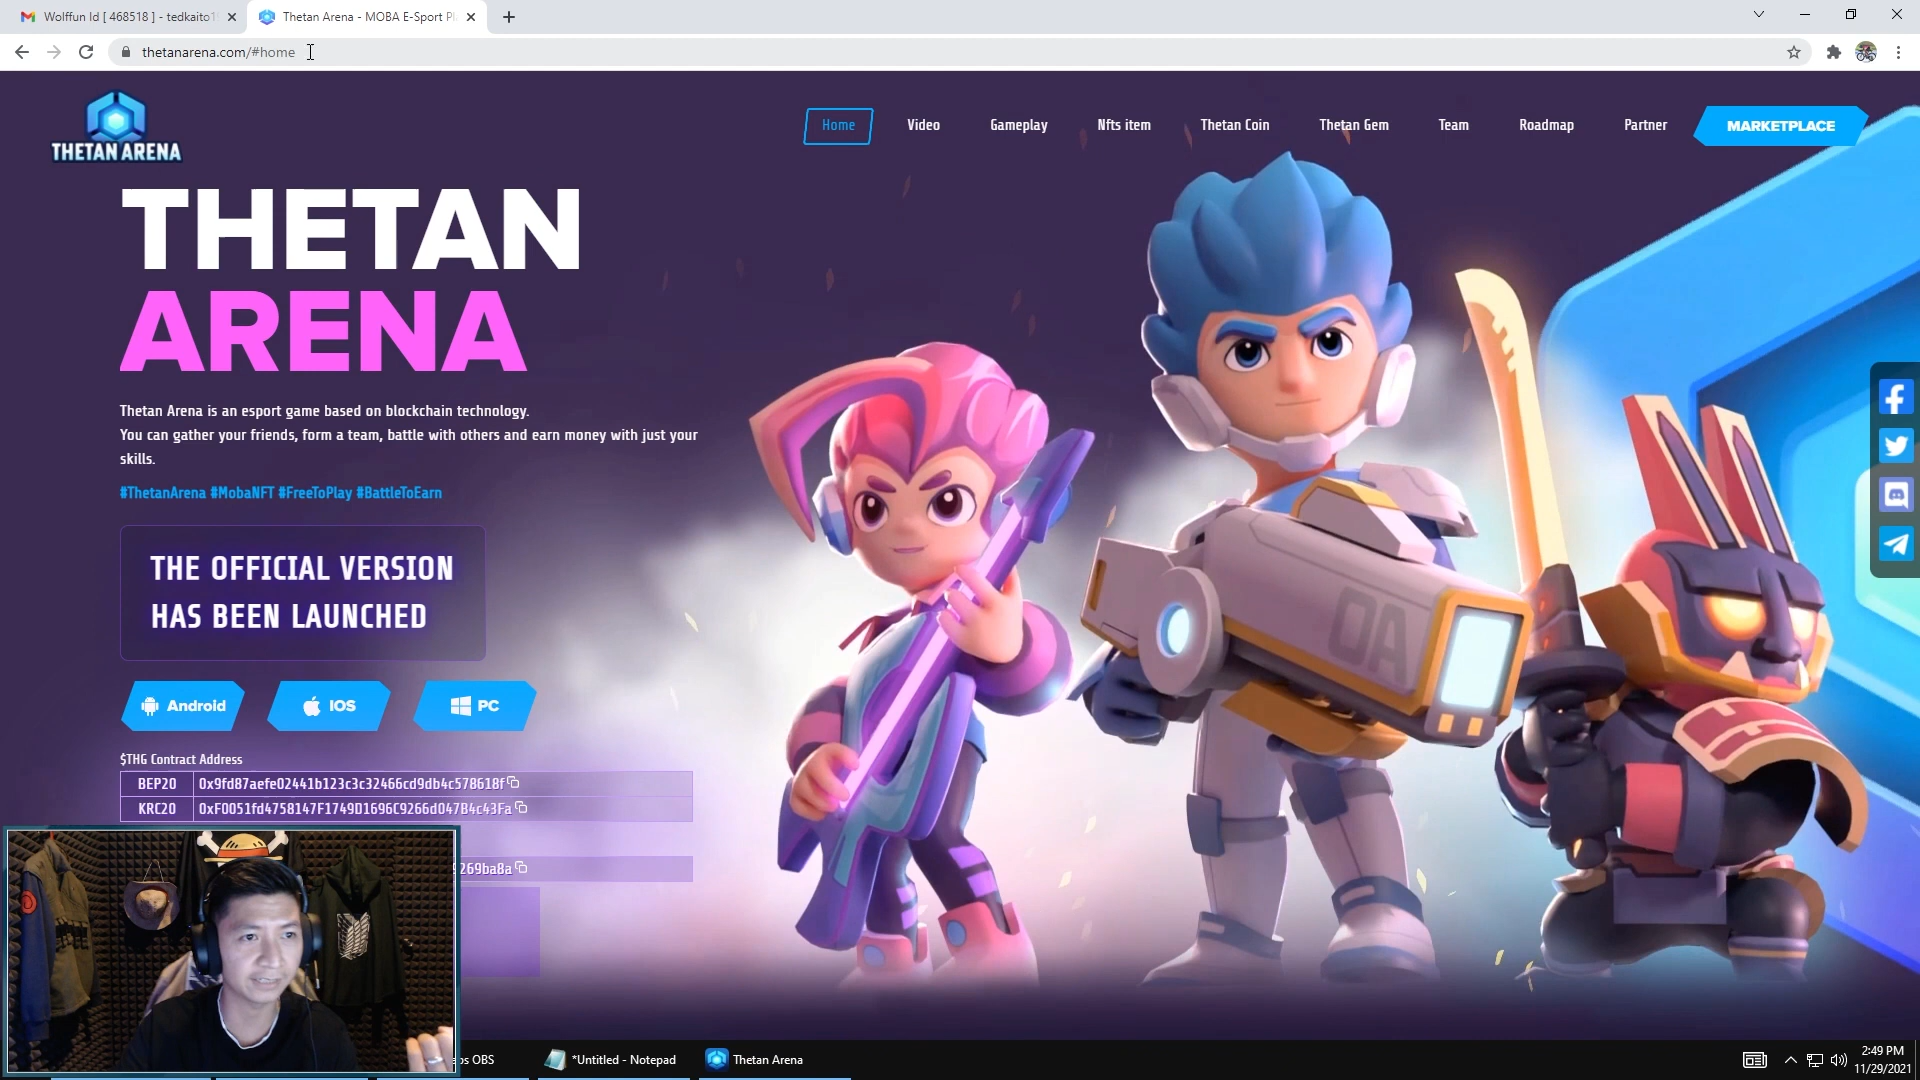 Wolffun Id [ 468518 ] - tedkaito1
Thetan Arena - MOBA E-Sport Pl
thetanarena.com/#home
THETAN ARENA
Home
Video
Gameplay
Nfts item
Thetan Coin
Thetan Gem
Team
Roadmap
Partner
MARKETPLACE
THETAN
ARENA
Thetan Arena is an esport game based on blockchain technology.
You can gather your friends, form a team, battle with others and earn money with just your
skills.
#ThetanArena #MobaNFT #FreeToPlay #BattleToEarn
THE OFFICIAL VERSION
HAS BEEN LAUNCHED
Android
IOS
PC
$THG Contract Address
BEP20 0x9fd87aefe02441b123c3c32466cd9db4c578618f
KRC20 0xF0051fd4758147F1749D1696C9266d047B4c43Fa
269ba8a
OA
OBS
*Untitled - Notepad
Thetan Arena
2:49 PM
11/29/2021